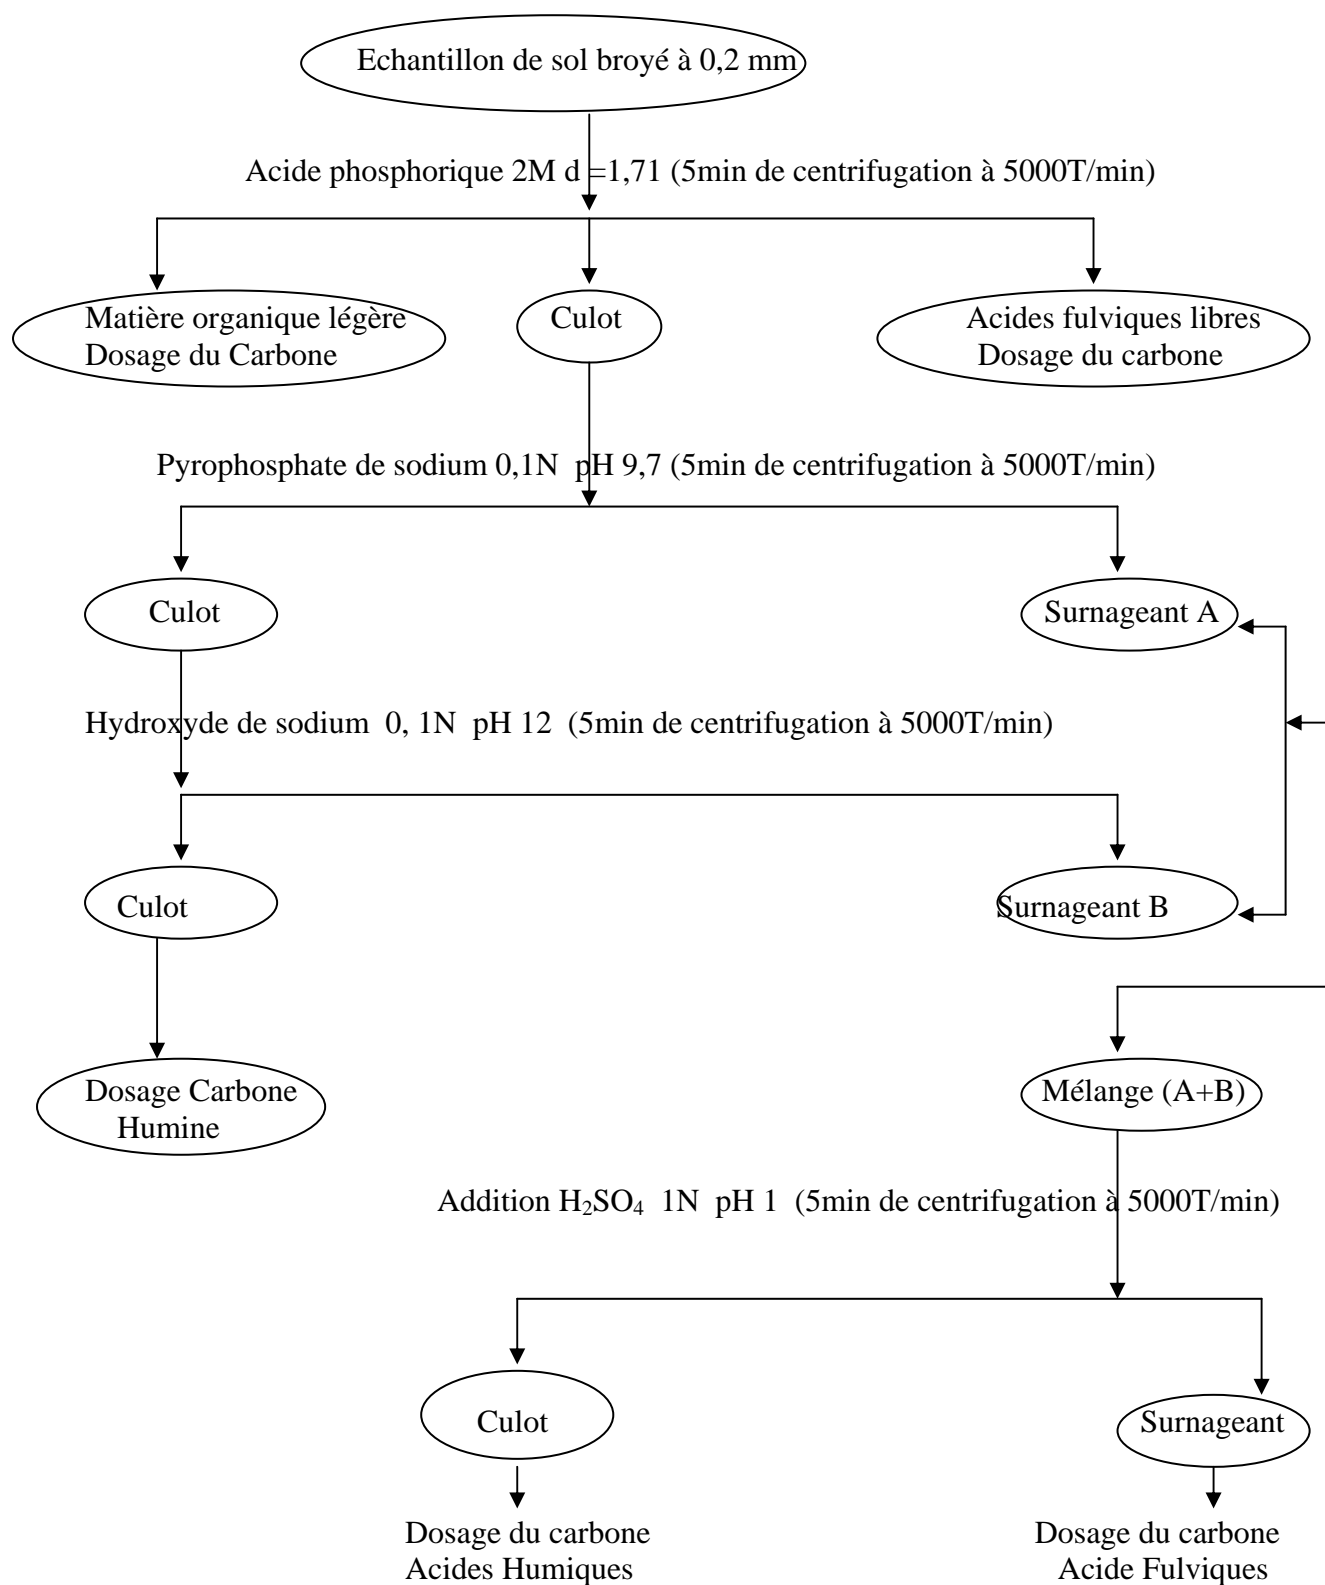 Echantillon de sol broyé à 0,2 mm
Acide phosphorique 2M d =1,71 (5min de centrifugation à 5000T/min)
Matière organique légère
Dosage du Carbone
Culot
Acides fulviques libres
Dosage du carbone
Pyrophosphate de sodium 0,1N  pH 9,7 (5min de centrifugation à 5000T/min)
Culot
Surnageant A
Hydroxyde de sodium  0, 1N  pH 12  (5min de centrifugation à 5000T/min)
Culot
Surnageant B
Dosage Carbone
Humine
Mélange (A+B)
Addition H₂SO₄  1N  pH 1  (5min de centrifugation à 5000T/min)
Culot
Surnageant
Dosage du carbone
Acides Humiques
Dosage du carbone
Acide Fulviques